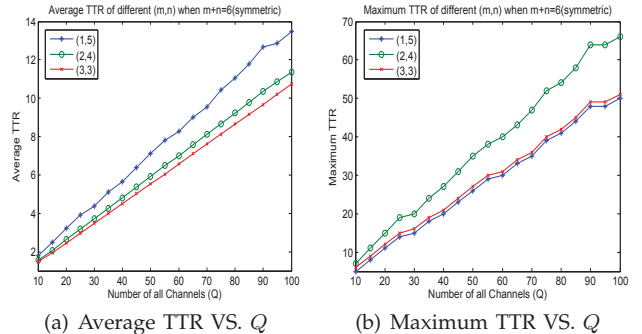 Average TTR of different (m,n) when m+n=6(symmetric)
14
12
10
8
6
4
2
Average TTR
(1,5)
(2,4)
(3,3)
10 20 30 40 50 60 70 80 90 100
Number of all Channels (Q)
(a) Average TTR VS. Q
Maximum TTR of different (m,n) when m+n=6(symmetric)
70
60
50
40
30
20
10
Maximum TTR
(1,5)
(2,4)
(3,3)
10 20 30 40 50 60 70 80 90 100
Number of all Channels (Q)
(b) Maximum TTR VS. Q